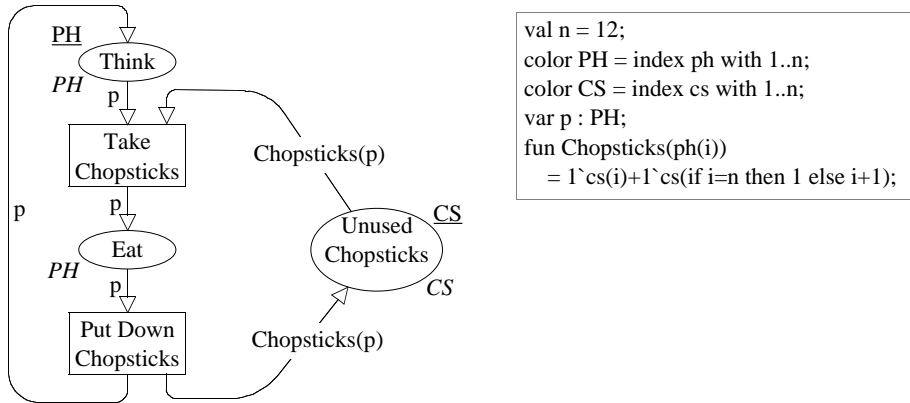 PH
Think
PH
p
Take
Chopsticks
p
p
Eat
PH
p
Put Down
Chopsticks
Chopsticks(p)
Unused
Chopsticks
CS
CS
Chopsticks(p)
val n = 12;
color PH = index ph with 1..n;
color CS = index cs with 1..n;
var p : PH;
fun Chopsticks(ph(i))
= 1`cs(i)+1`cs(if i=n then 1 else i+1);